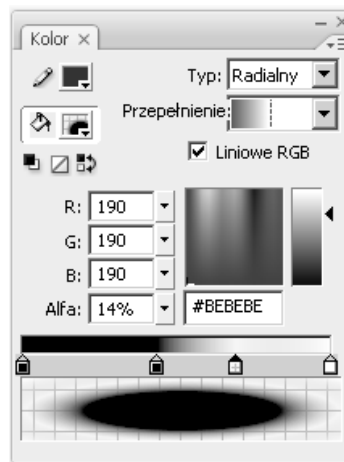 Kolor
Typ: Radialny
Przepełnienie:
Liniowe RGB
R: 190
G: 190
B: 190
Alfa: 14% #BEBEBE